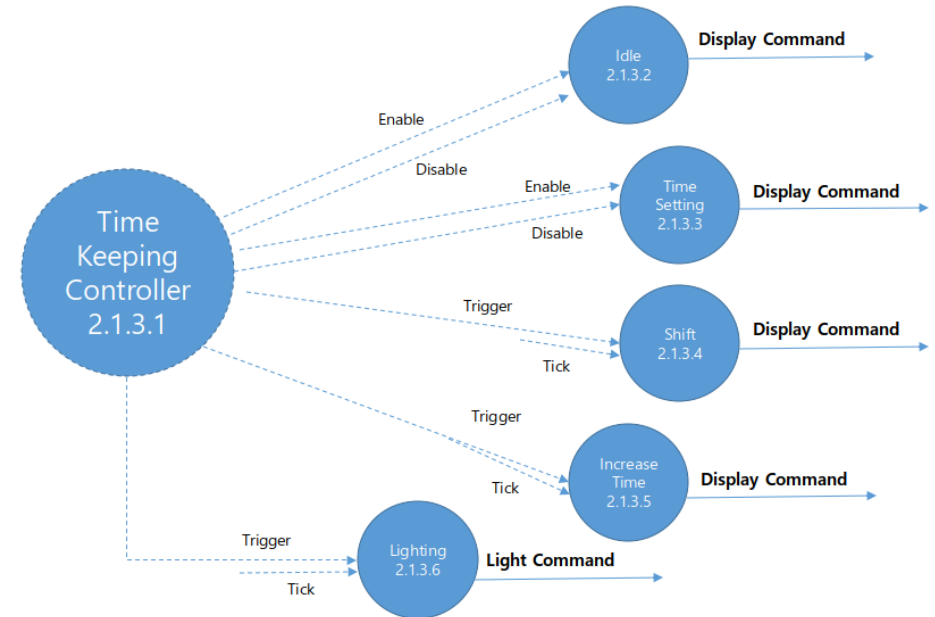 Display Command
Idle
2.1.3.2
Enable
Disable
Enable
Time
Setting
2.1.3.3
Display Command
Disable
Time
Keeping
Controller
2.1.3.1
Trigger
Shift
2.1.3.4
Display Command
Tick
Trigger
Increase
Time
2.1.3.5
Display Command
Tick
Trigger
Lighting
2.1.3.6
Light Command
Tick